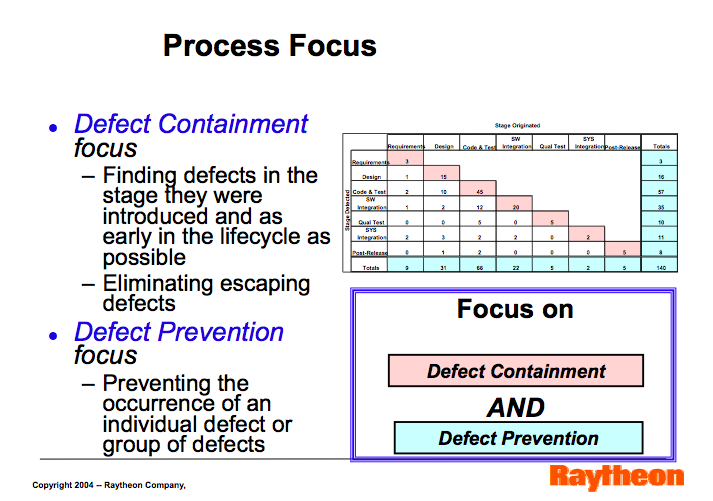 Process Focus
● Defect Containment
focus
– Finding defects in the
stage they were
introduced and as
early in the lifecycle as
possible
– Eliminating escaping
defects
● Defect Prevention
focus
– Preventing the
occurrence of an
individual defect or
group of defects
Stage Originated
Stage Detected
Requirements Design Code & Test SW Integration Qual Test SYS Integration Post-Release Totals
Requirements 3 3
Design 1 15 16
Code & Test 2 10 45 57
SW Integration 1 2 12 20 35
Qual Test 0 0 5 0 5 10
SYS Integration 2 3 2 2 0 2 11
Post-Release 0 1 2 0 0 0 5 8
Totals 9 31 66 22 5 2 5 140
Focus on
Defect Containment
AND
Defect Prevention
Copyright 2004 – Raytheon Company,
Raytheon